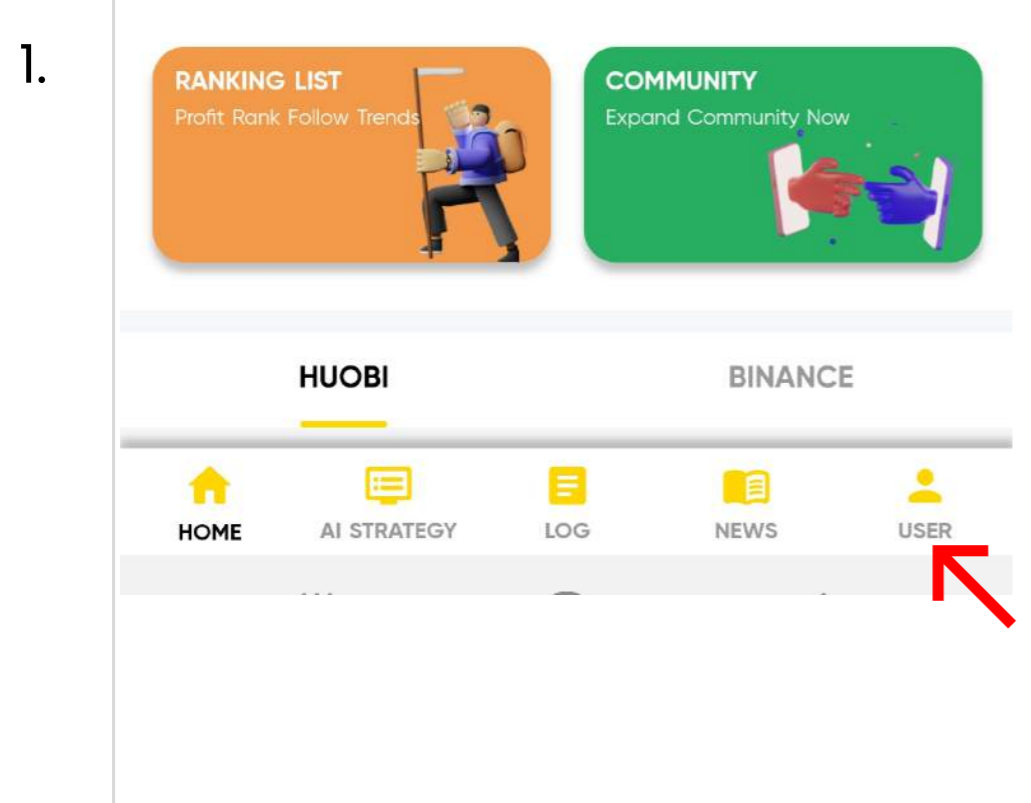 1.
RANKING LIST
Profit Rank Follow Trends
COMMUNITY
Expand Community Now
HUOBI
BINANCE
HOME
AI STRATEGY
LOG
NEWS
USER